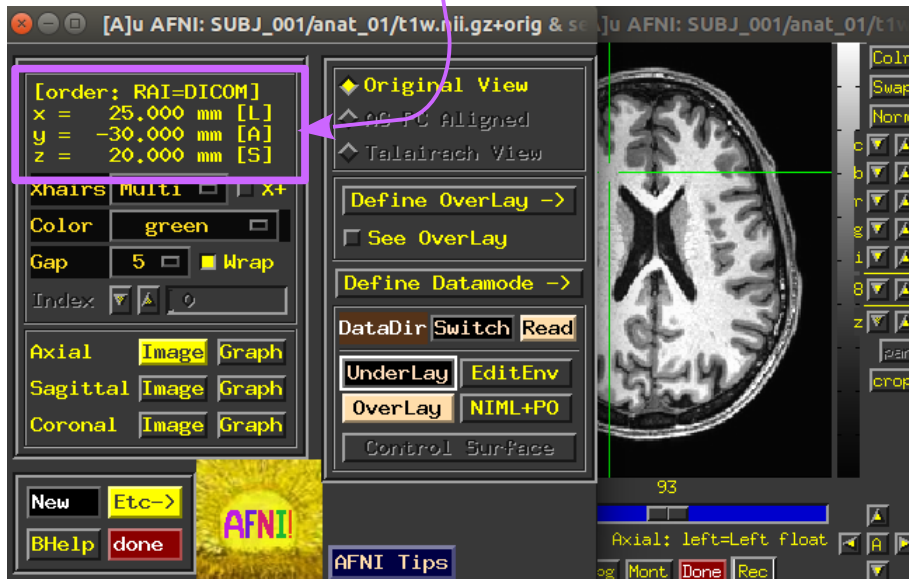 [A]u AFNI: SUBJ_001/anat_01/t1w.nii.gz+orig & se
]u AFNI: SUBJ_001/anat_01/t1w
[order: RAI=DICOM]
x = 25.000 mm [L]
y = -30.000 mm [A]
z = 20.000 mm [S]
Xhairs Multi X+
Color green
Gap 5 Wrap
Index 0
Axial Image Graph
Sagittal Image Graph
Coronal Image Graph
New Etc->
BHelp done
AFNI!
Original View
AC-PC Aligned
Talairach View
Define OverLay ->
See OverLay
Define Datamode ->
DataDir Switch Read
UnderLay EditEnv
OverLay NIML+PO
Control Surface
AFNI Tips
Colr
Swap
Norm
c
b
r
g
i
8
z
pan
crop
93
Axial: left=Left float
A
og Mont Done Rec